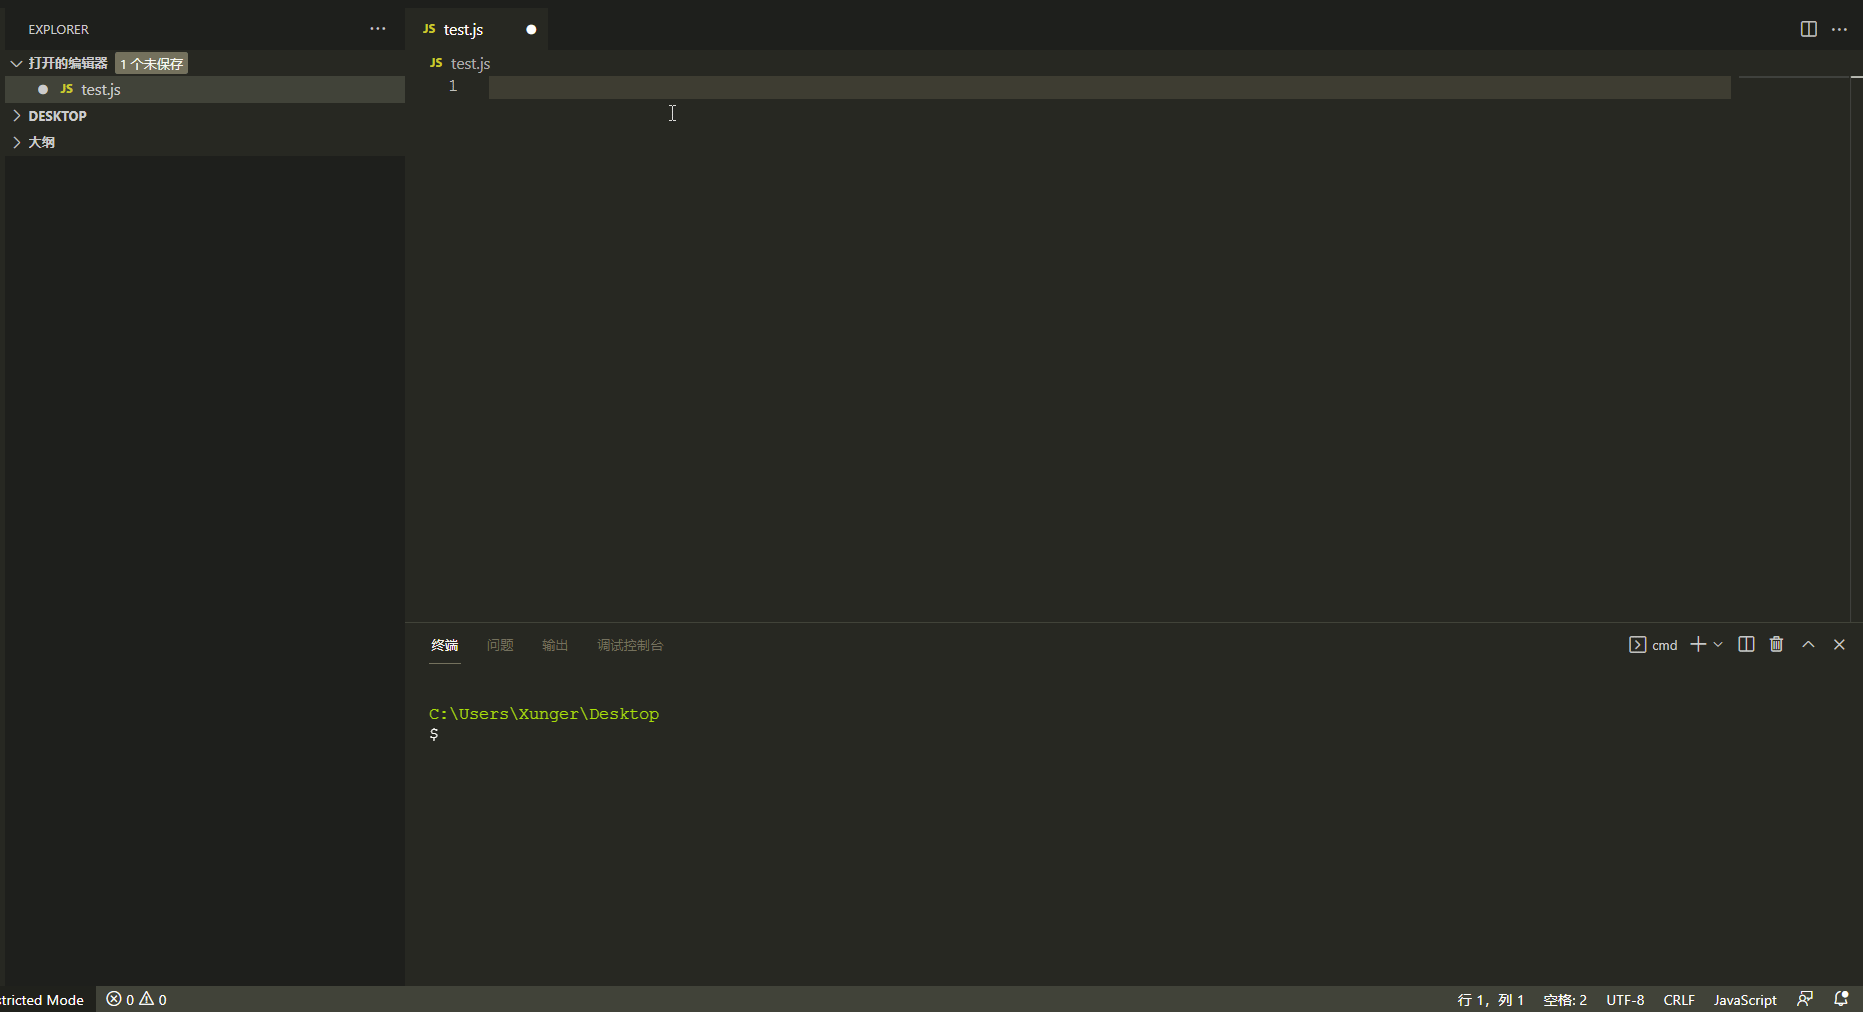 EXPLORER
打开的编辑器 1 个未保存
JS test.js
DESKTOP
大纲
JS test.js
JS test.js
1
终端 问题 输出 调试控制台
cmd
C:\Users\Xunger\Desktop
$
stricted Mode 0 0
行 1，列 1 空格: 2 UTF-8 CRLF JavaScript